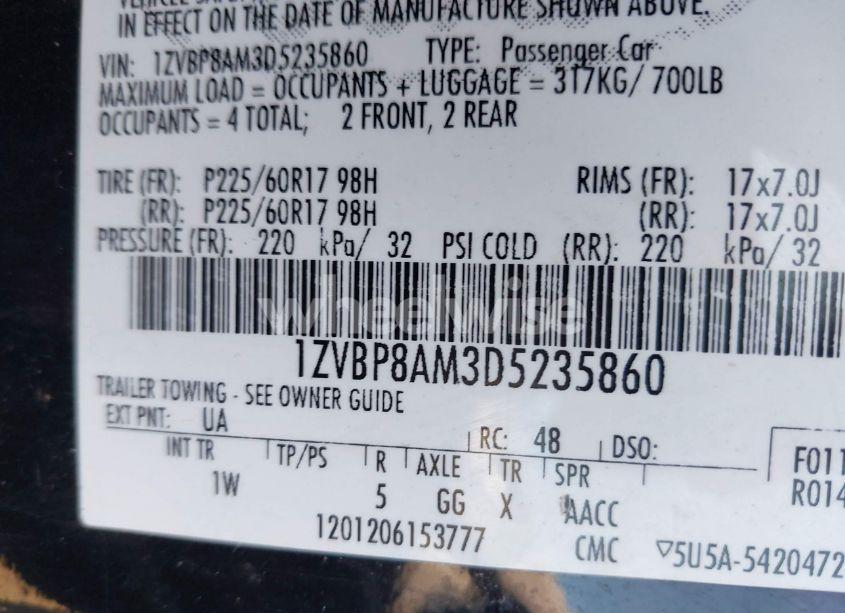 IN EFFECT ON THE DATE OF MANUFACTURE SHOWN ABOVE.
VIN: 1ZVBP8AM3D5235860 TYPE: Passenger Car
MAXIMUM LOAD = OCCUPANTS + LUGGAGE = 317KG/ 700LB
OCCUPANTS = 4 TOTAL; 2 FRONT, 2 REAR
TIRE (FR): P225/60R17 98H RIMS (FR): 17x7.0J
(RR): P225/60R17 98H (RR): 17x7.0J
PRESSURE (FR): 220 kPa/ 32 PSI COLD (RR): 220 kPa/ 32
wheelwise
1ZVBP8AM3D5235860
TRAILER TOWING - SEE OWNER GUIDE
EXT PNT: UA RC: 48 DSO:
INT TR TP/PS R AXLE TR SPR F011
1W 5 GG X AACC R014
1201206153777 CMC ▽5U5A-5420472